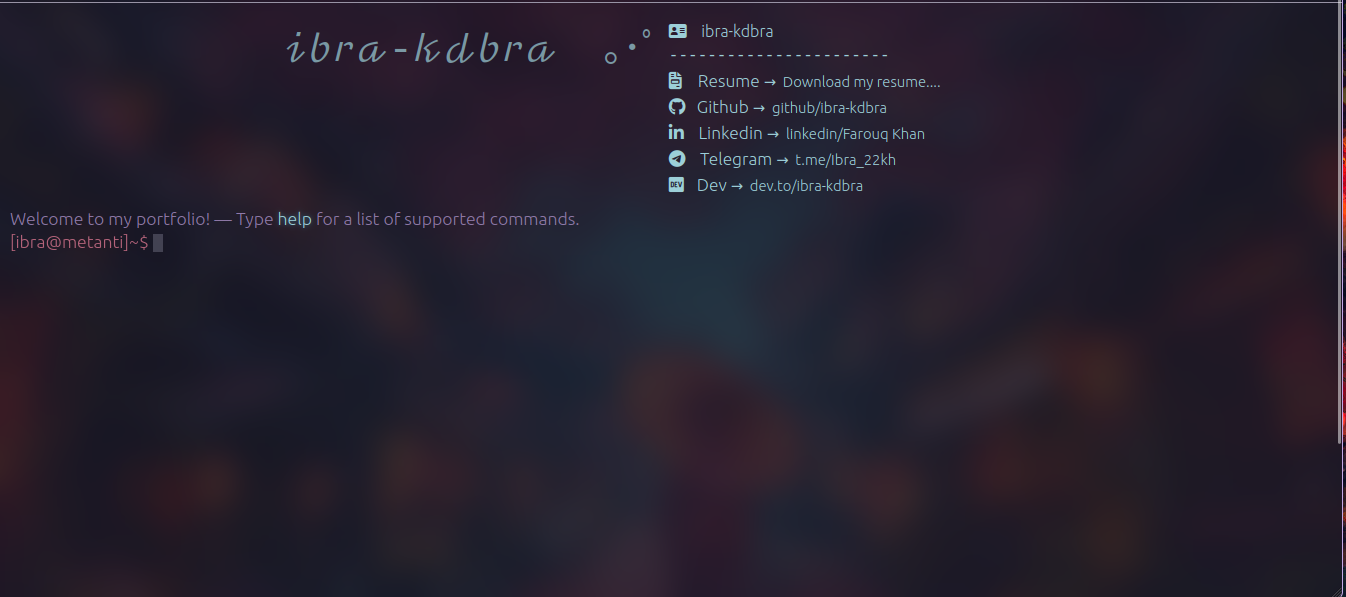 ibra-kdbra
ibra-kdbra
- - - - - - - - - - - - - - - - - - - - - - -
Resume → Download my resume....
Github → github/ibra-kdbra
Linkedin → linkedin/Farouq Khan
Telegram → t.me/Ibra_22kh
DEV Dev → dev.to/ibra-kdbra
Welcome to my portfolio! — Type help for a list of supported commands.
[ibra@metanti]~$